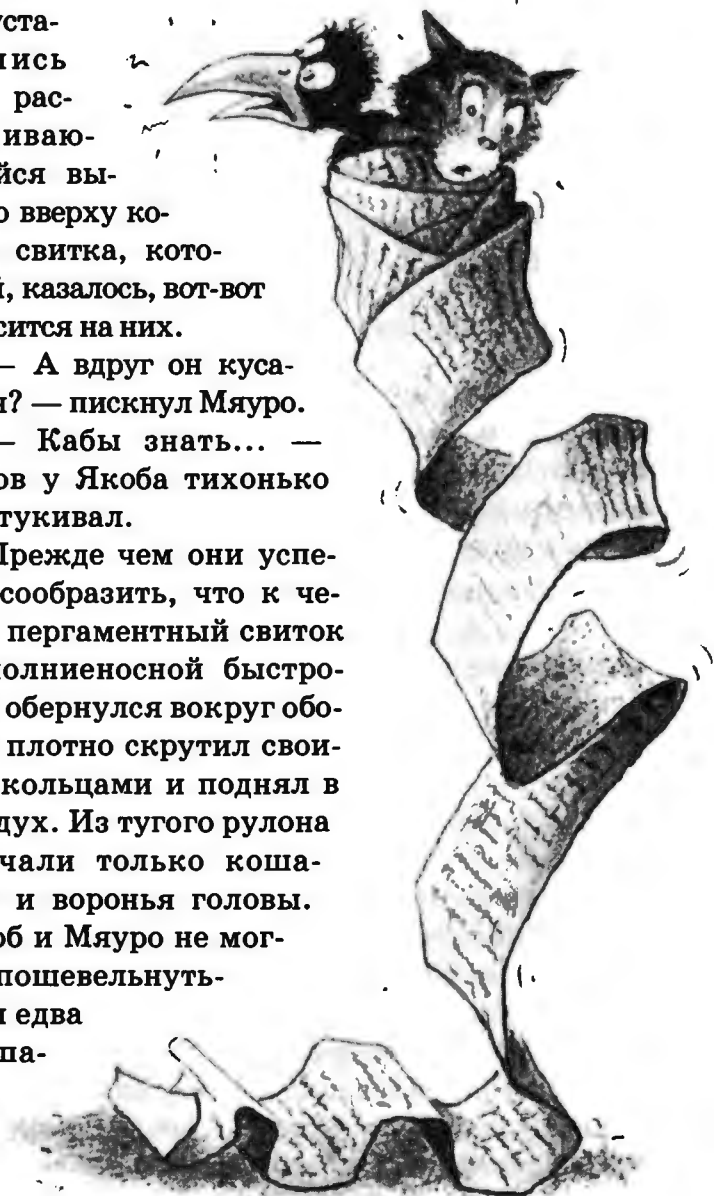 уста-
лись
рас-
иваю-
йся вы-
о вверху ко-
свитка, кото-
й, казалось, вот-вот
сится на них.
— А вдруг он куса-
я? — пискнул Мяуро.
— Кабы знать... —
ов у Якоба тихонько
тукивал.
Прежде чем они успе-
сообразить, что к че-
пергаментный свиток
молниеносной быстро-
обернулся вокруг обо-
плотно скрутил свои-
кольцами и поднял в
дух. Из тугого рулона
чали только коша-
и воронья головы.
об и Мяуро не мог-
пошевельнуть-
и едва
па-